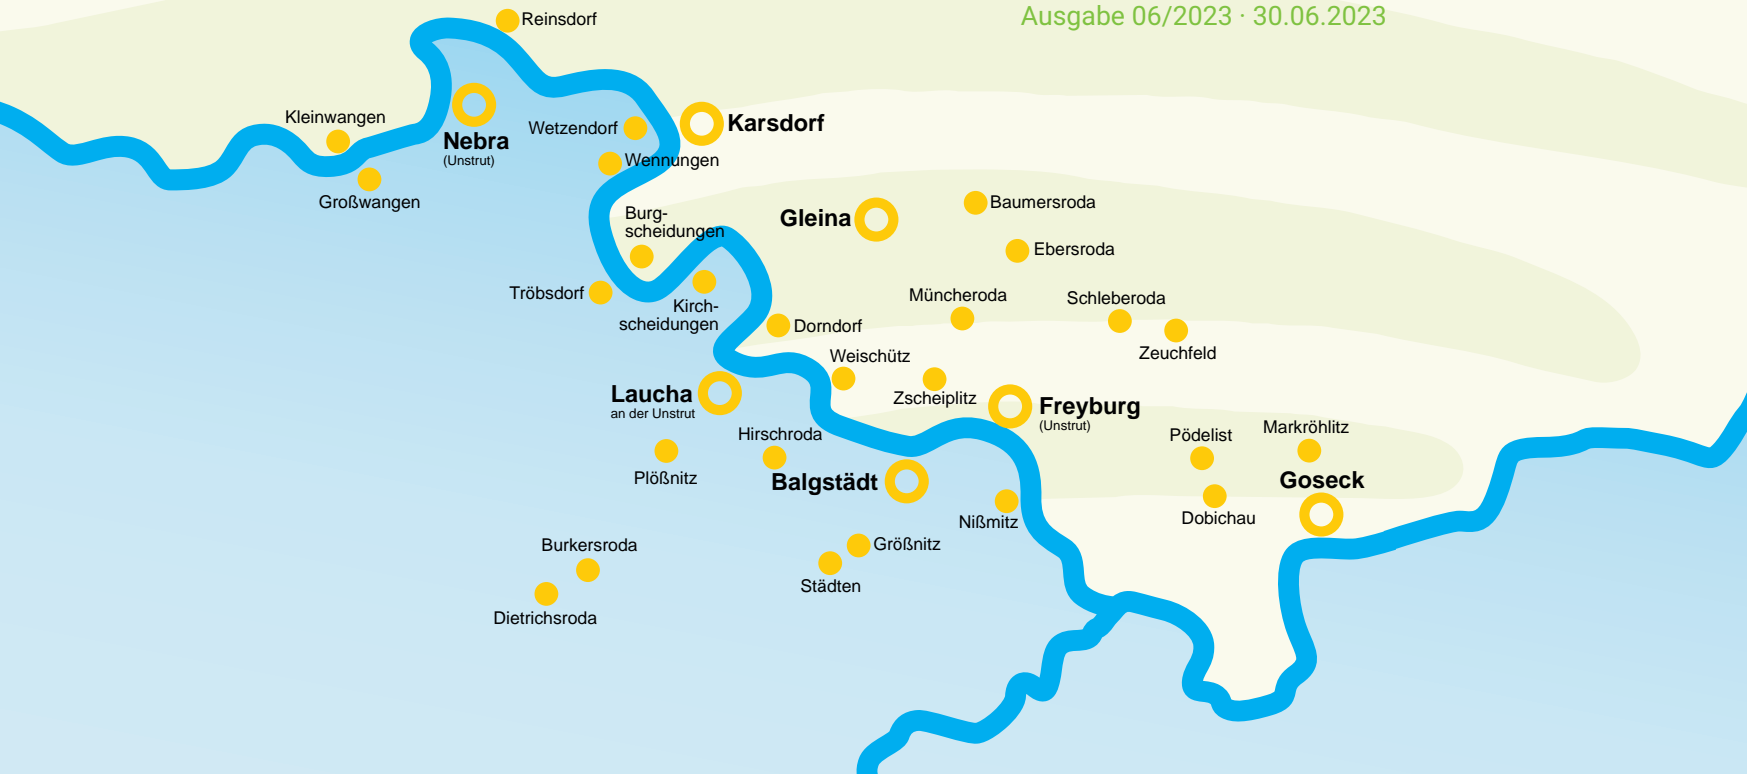 Ausgabe 06/2023 · 30.06.2023
Reinsdorf
Kleinwangen
Nebra
(Unstrut)
Wetzendorf
Karsdorf
Wennungen
Großwangen
Burg-
scheidungen
Gleina
Baumersroda
Ebersroda
Tröbsdorf
Kirch-
scheidungen
Dorndorf
Müncheroda
Schleberoda
Zeuchfeld
Weischütz
Zscheiplitz
Laucha
an der Unstrut
Freyburg
(Unstrut)
Hirschroda
Plößnitz
Balgstädt
Pödelist
Markröhlitz
Goseck
Nißmitz
Dobichau
Burkersroda
Größnitz
Städten
Dietrichsroda